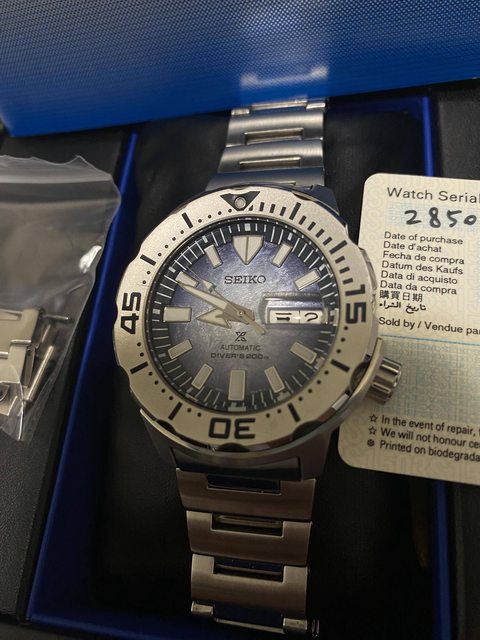 SEIKO
AUTOMATIC
DIVER'S 200m
15
30
45
Watch Serial
2850
Date of purchase
Date d'achat
Fecha de compra
Datum des Kaufs
Data di acquisto
Data da compra
購買日期
تاريخ الشراء
Sold by / Vendue pa
☆ In the event of repair,
☆ We will not honour ce
Printed on biodegrada